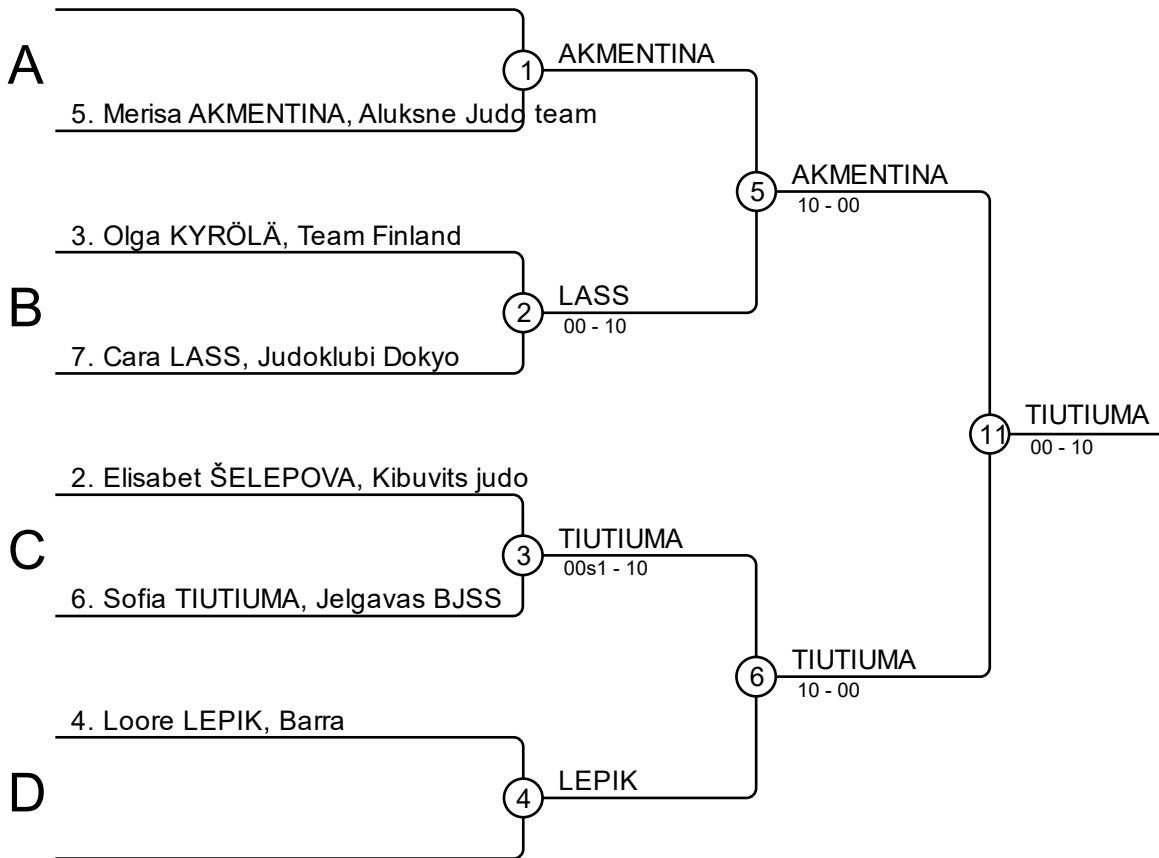 A
1
AKMENTINA
5. Merisa AKMENTINA, Aluksne Judo team
5
AKMENTINA
10 - 00
3. Olga KYRÖLÄ, Team Finland
B
2
LASS
00 - 10
7. Cara LASS, Judoklubi Dokyo
11
TIUTIUMA
00 - 10
2. Elisabet ŠELEPOVA, Kibuvits judo
C
3
TIUTIUMA
00s1 - 10
6. Sofia TIUTIUMA, Jelgavas BJSS
6
TIUTIUMA
10 - 00
4. Loore LEPIK, Barra
D
4
LEPIK